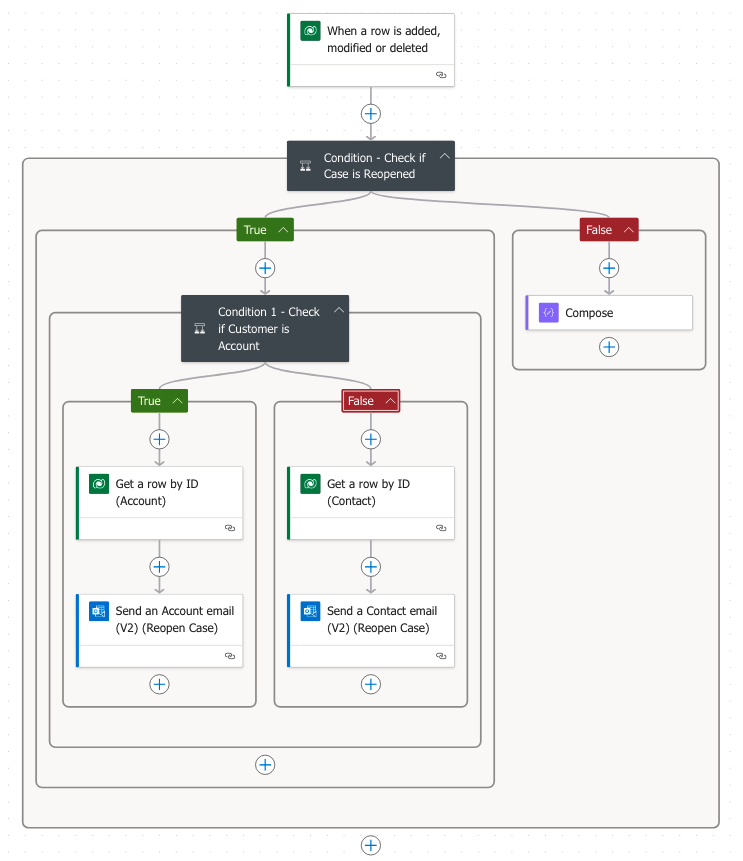 When a row is added,
modified or deleted
Condition - Check if
Case is Reopened
True
False
Condition 1 - Check
if Customer is
Account
Compose
True
False
Get a row by ID
(Account)
Get a row by ID
(Contact)
Send an Account email
(V2) (Reopen Case)
Send a Contact email
(V2) (Reopen Case)